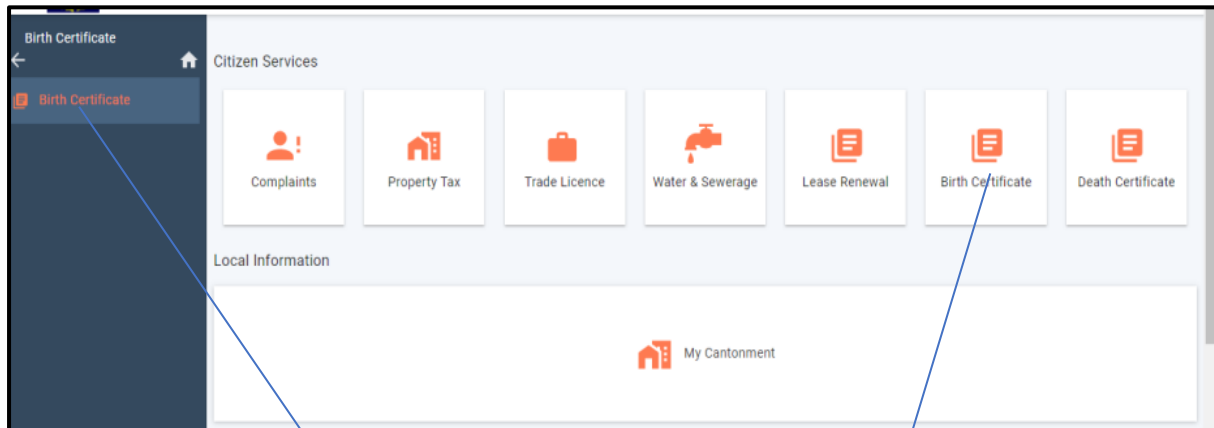 Birth Certificate
Birth Certificate
Citizen Services
Complaints
Property Tax
Trade Licence
Water & Sewerage
Lease Renewal
Birth Certificate
Death Certificate
Local Information
My Cantonment